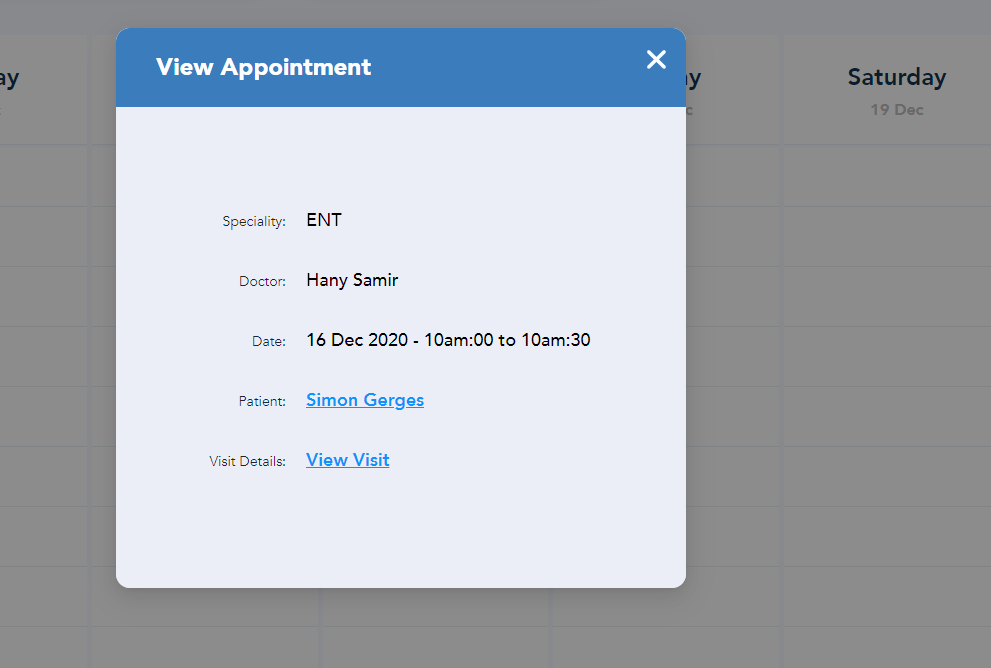 View Appointment
Saturday
19 Dec
Speciality: ENT
Doctor: Hany Samir
Date: 16 Dec 2020 - 10am:00 to 10am:30
Patient: Simon Gerges
Visit Details: View Visit